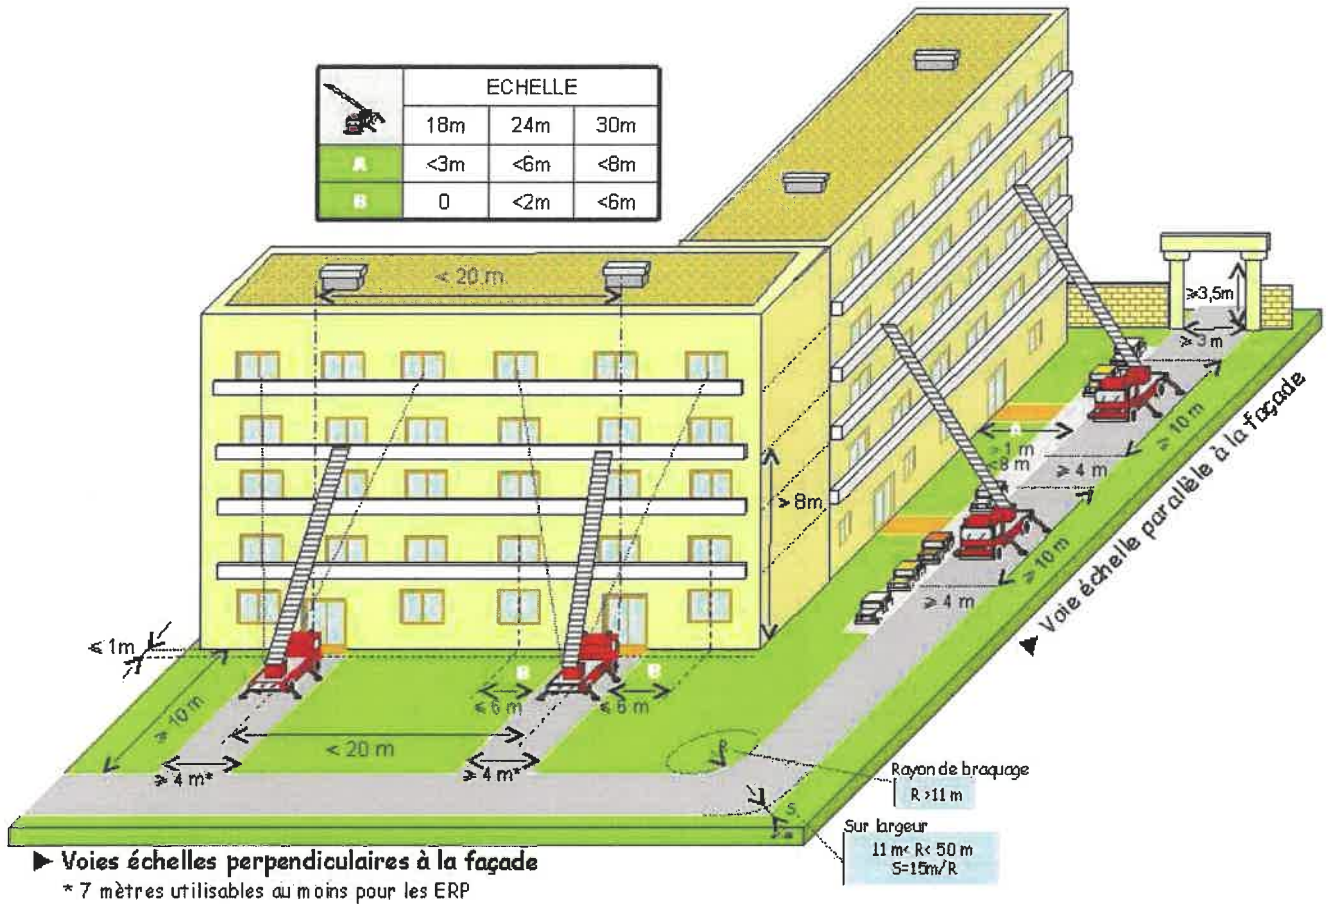 ECHELLE
18m 24m 30m
A <3m <6m <8m
B 0 <2m <6m
< 20 m
⩾3,5m
⩾ 3 m
⩾ 10 m
A
⩾ 1 m
<8 m
⩾ 4 m
⩾ 10 m
⩾ 4 m
► Voie échelle parallèle à la façade
⩾ 8m
⩽ 1m
⩾ 10 m
B
⩽ 6 m
B
⩽ 6 m
< 20 m
⩾ 4 m*
⩾ 4 m*
R
Rayon de braquage
R >11 m
S
Sur largeur
11 m< R< 50 m
S=15m/R
► Voies échelles perpendiculaires à la façade
* 7 mètres utilisables au moins pour les ERP